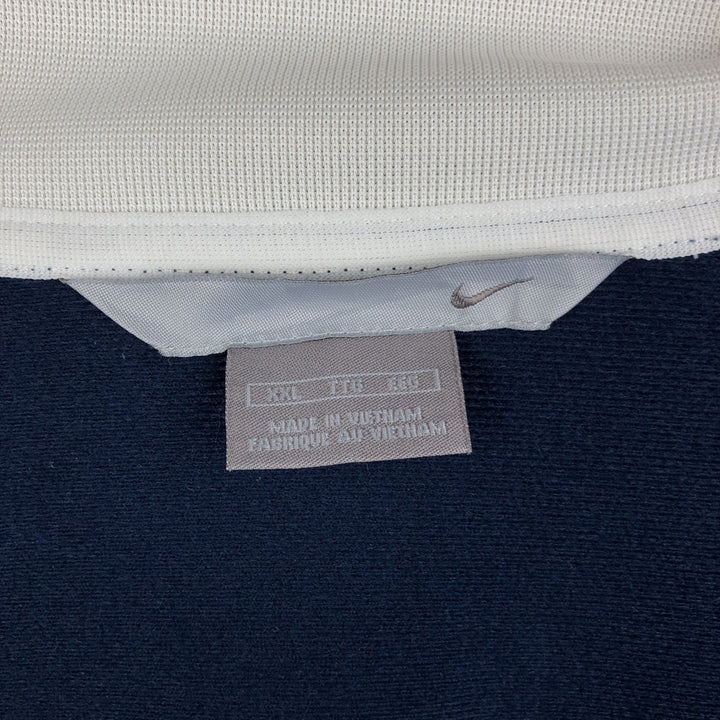 XXL TTG EEG
MADE IN VIETNAM
FABRIQUE AU VIETNAM